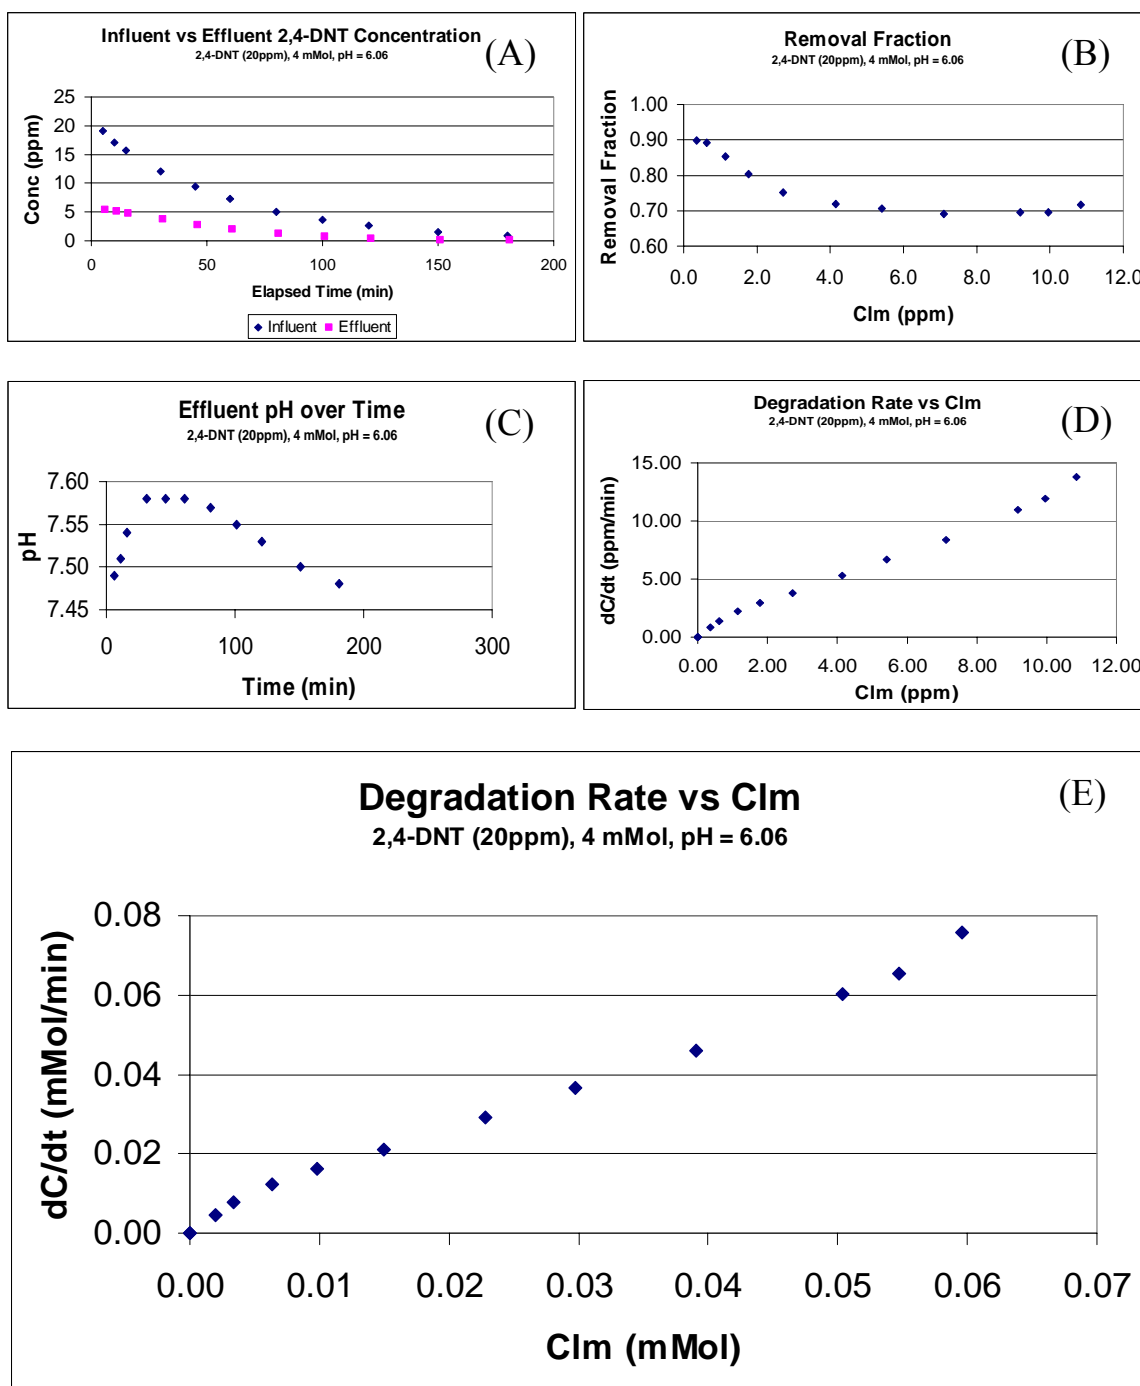 Influent vs Effluent 2,4-DNT Concentration
2,4-DNT (20ppm), 4 mMol, pH = 6.06
(A)
Conc (ppm)
25
20
15
10
5
0
0 50 100 150 200
Elapsed Time (min)
Influent Effluent
Removal Fraction
2,4-DNT (20ppm), 4 mMol, pH = 6.06
(B)
Removal Fraction
1.00
0.90
0.80
0.70
0.60
0.0 2.0 4.0 6.0 8.0 10.0 12.0
Clm (ppm)
Effluent pH over Time
2,4-DNT (20ppm), 4 mMol, pH = 6.06
(C)
pH
7.60
7.55
7.50
7.45
0 100 200 300
Time (min)
Degradation Rate vs Clm
2,4-DNT (20ppm), 4 mMol, pH = 6.06
(D)
dC/dt (ppm/min)
15.00
10.00
5.00
0.00
0.00 2.00 4.00 6.00 8.00 10.00 12.00
Clm (ppm)
Degradation Rate vs Clm
2,4-DNT (20ppm), 4 mMol, pH = 6.06
(E)
dC/dt (mMol/min)
0.08
0.06
0.04
0.02
0.00
0.00 0.01 0.02 0.03 0.04 0.05 0.06 0.07
Clm (mMol)